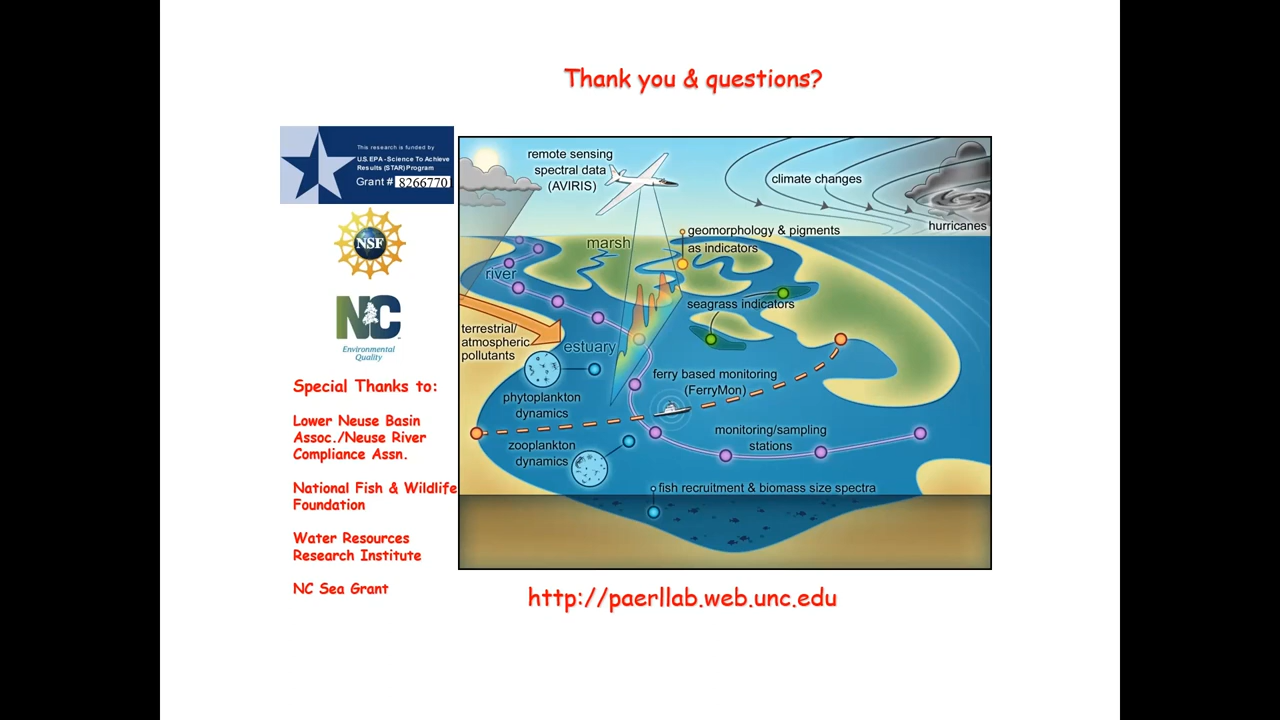 Thank you & questions?
This research is funded by
U.S. EPA - Science To Achieve
Results (STAR) Program
Grant # 8266770
NSF
NC
Environmental
Quality
Special Thanks to:
Lower Neuse Basin
Assoc./Neuse River
Compliance Assn.
National Fish & Wildlife
Foundation
Water Resources
Research Institute
NC Sea Grant
remote sensing
spectral data
(AVIRIS)
climate changes
hurricanes
geomorphology & pigments
as indicators
marsh
river
seagrass indicators
terrestrial/
atmospheric
pollutants
estuary
ferry based monitoring
(FerryMon)
phytoplankton
dynamics
monitoring/sampling
stations
zooplankton
dynamics
fish recruitment & biomass size spectra
http://paerllab.web.unc.edu